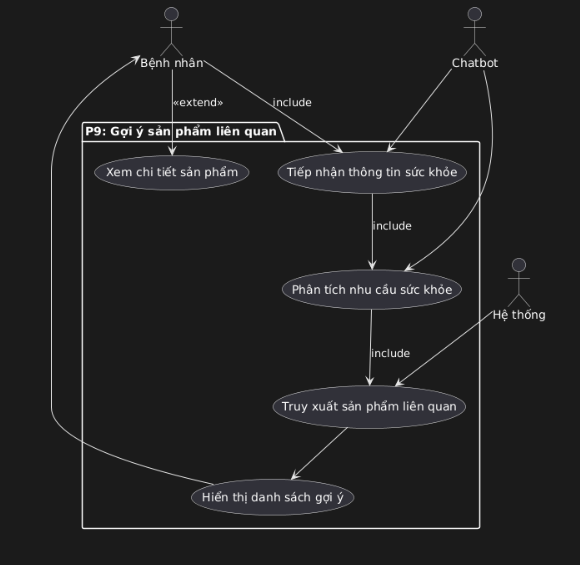 Bệnh nhân
Chatbot
«extend»
include
P9: Gợi ý sản phẩm liên quan
Xem chi tiết sản phẩm
Tiếp nhận thông tin sức khỏe
include
Phân tích nhu cầu sức khỏe
Hệ thống
include
Truy xuất sản phẩm liên quan
Hiển thị danh sách gợi ý